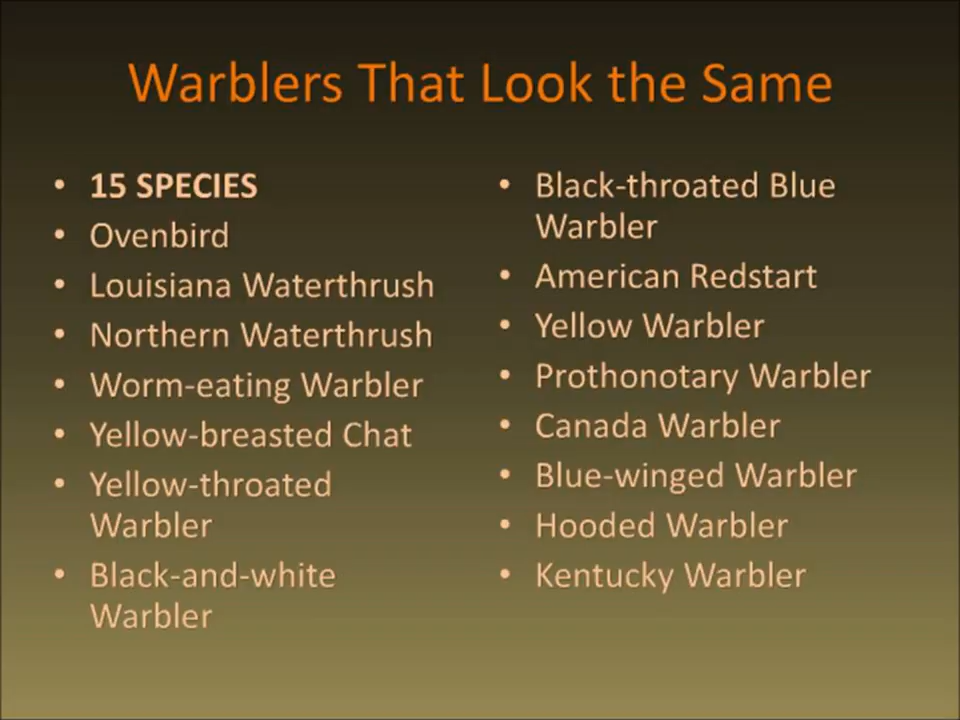 Warblers That Look the Same
• 15 SPECIES
• Ovenbird
• Louisiana Waterthrush
• Northern Waterthrush
• Worm-eating Warbler
• Yellow-breasted Chat
• Yellow-throated
Warbler
• Black-and-white
Warbler
• Black-throated Blue
Warbler
• American Redstart
• Yellow Warbler
• Prothonotary Warbler
• Canada Warbler
• Blue-winged Warbler
• Hooded Warbler
• Kentucky Warbler